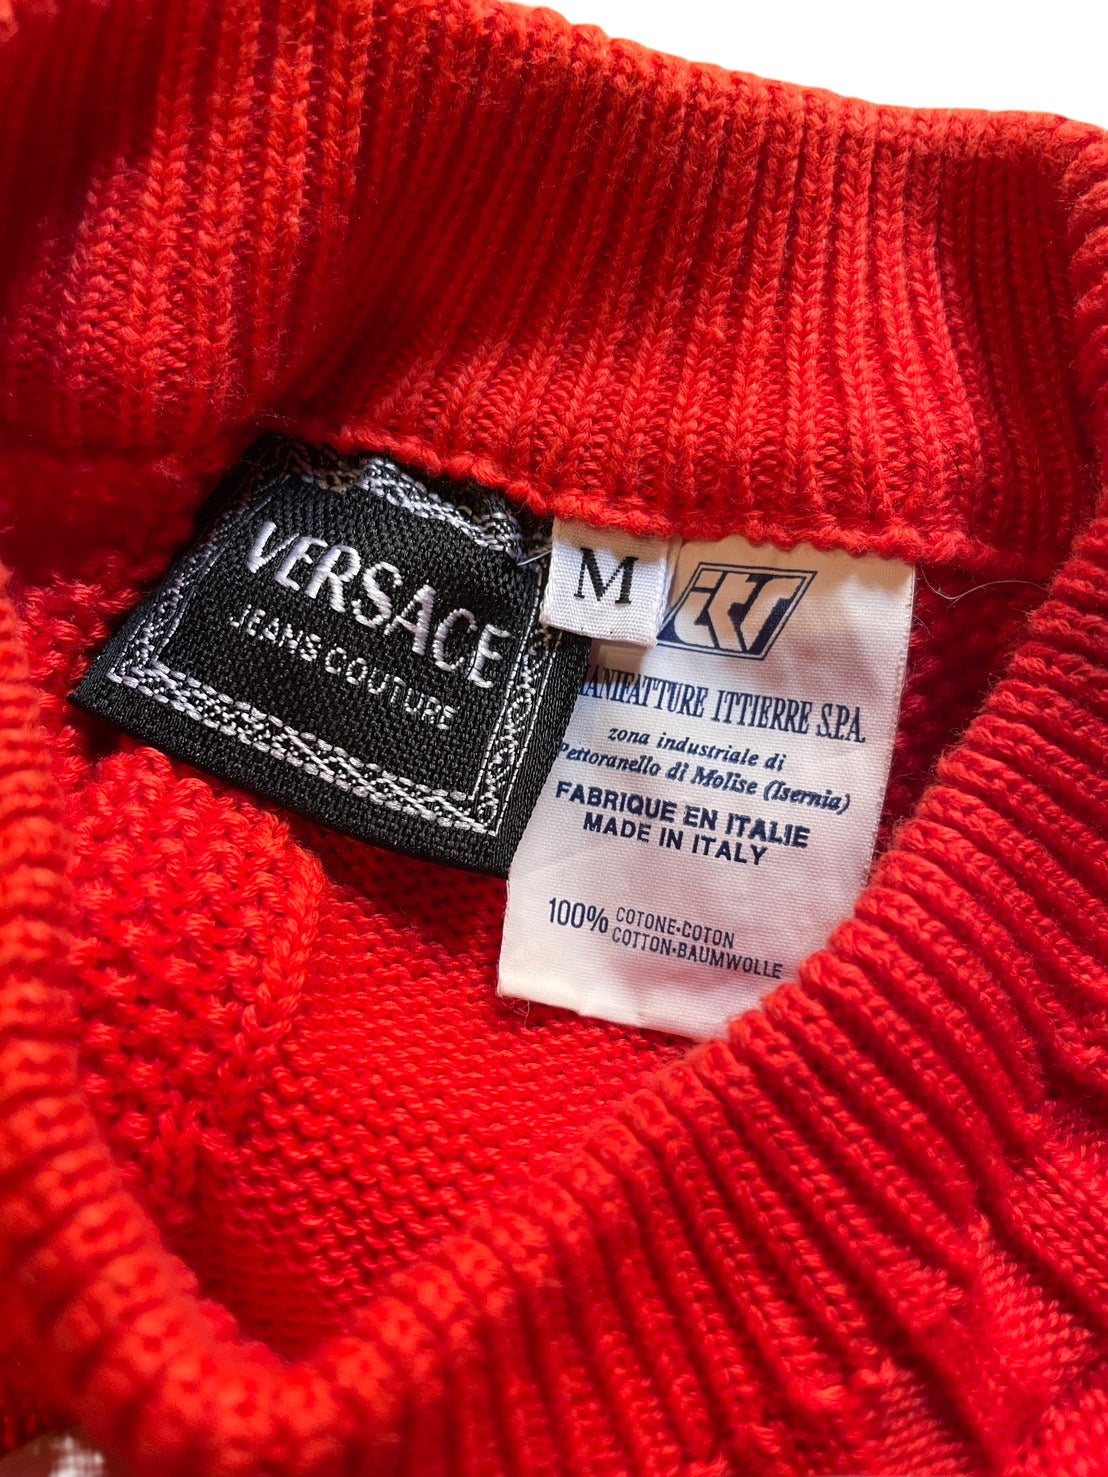 VERSACE
JEANS COUTURE
M
ITTIERRE S.P.A.
zona industriale di
Pettoranello di Molise (Isernia)
FABRIQUE EN ITALIE
MADE IN ITALY
100% COTONE-COTON
COTTON-BAUMWOLLE